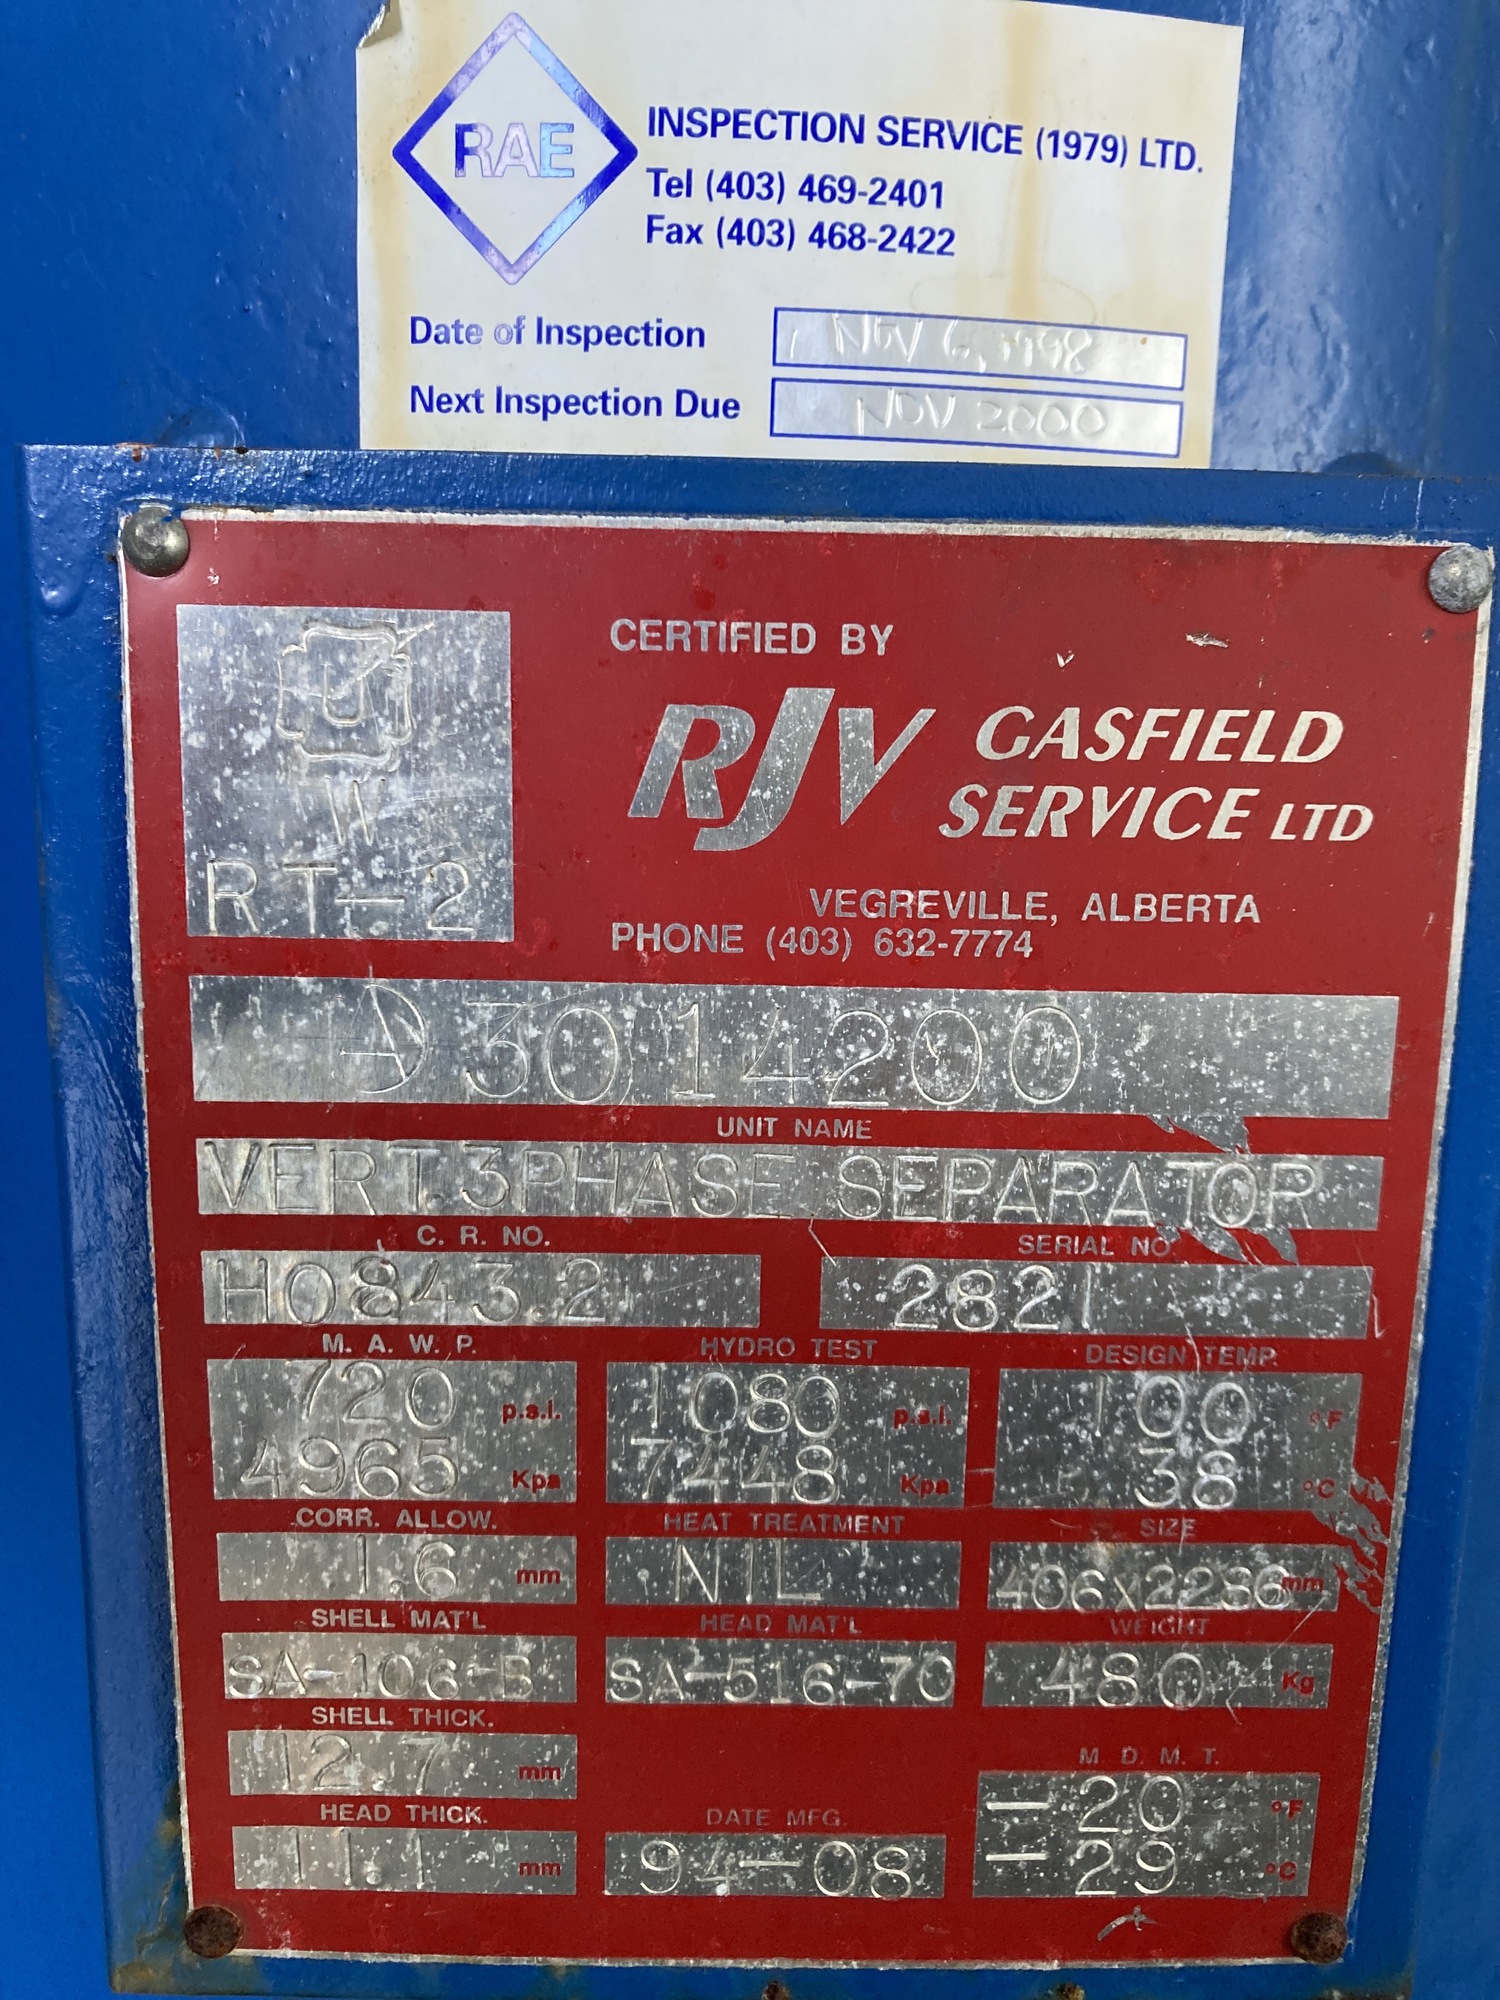 RAE
INSPECTION SERVICE (1979) LTD.
Tel (403) 469-2401
Fax (403) 468-2422
Date of Inspection NOV 6, 1998
Next Inspection Due NOV 2000
U
W
RT-2
CERTIFIED BY
RJV GASFIELD
SERVICE LTD
VEGREVILLE, ALBERTA
PHONE (403) 632-7774
A3014200
UNIT NAME
VERT. 3 PHASE SEPARATOR
C. R. NO. SERIAL NO.
H0843.2 2821
M. A. W. P. HYDRO TEST DESIGN TEMP.
720 p.s.i. 1080 p.s.i. 100 °F
4965 Kpa 7448 Kpa 38 °C
CORR. ALLOW. HEAT TREATMENT SIZE
1.6 mm NIL 406X2286 mm
SHELL MAT'L HEAD MAT'L WEIGHT
SA-106-B SA-516-70 480 Kg
SHELL THICK.
12.7 mm M. D. M. T.
HEAD THICK. DATE MFG. -20 °F
11.1 mm 94-08 -29 °C